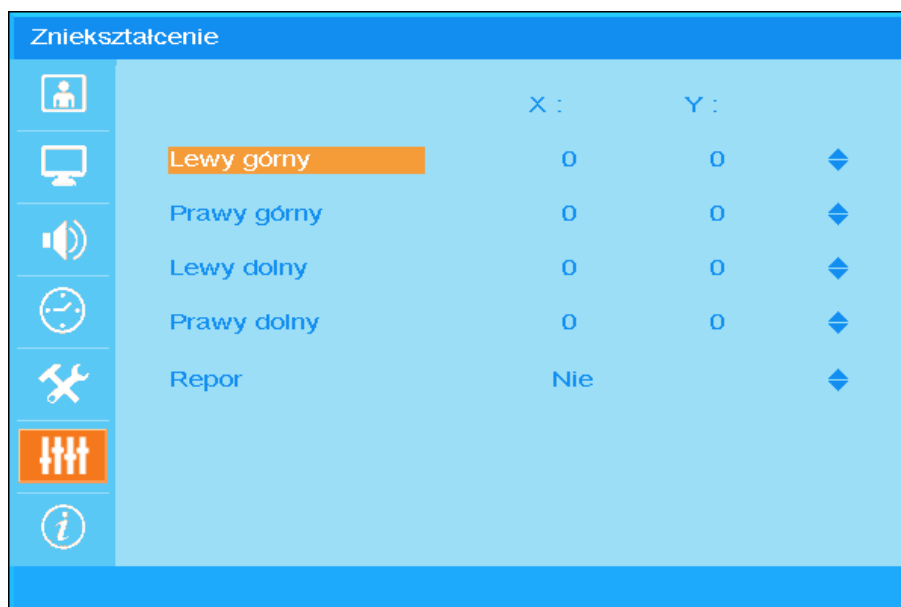 Zniekształcenie
X : Y :
Lewy górny 0 0
Prawy górny 0 0
Lewy dolny 0 0
Prawy dolny 0 0
Repor Nie